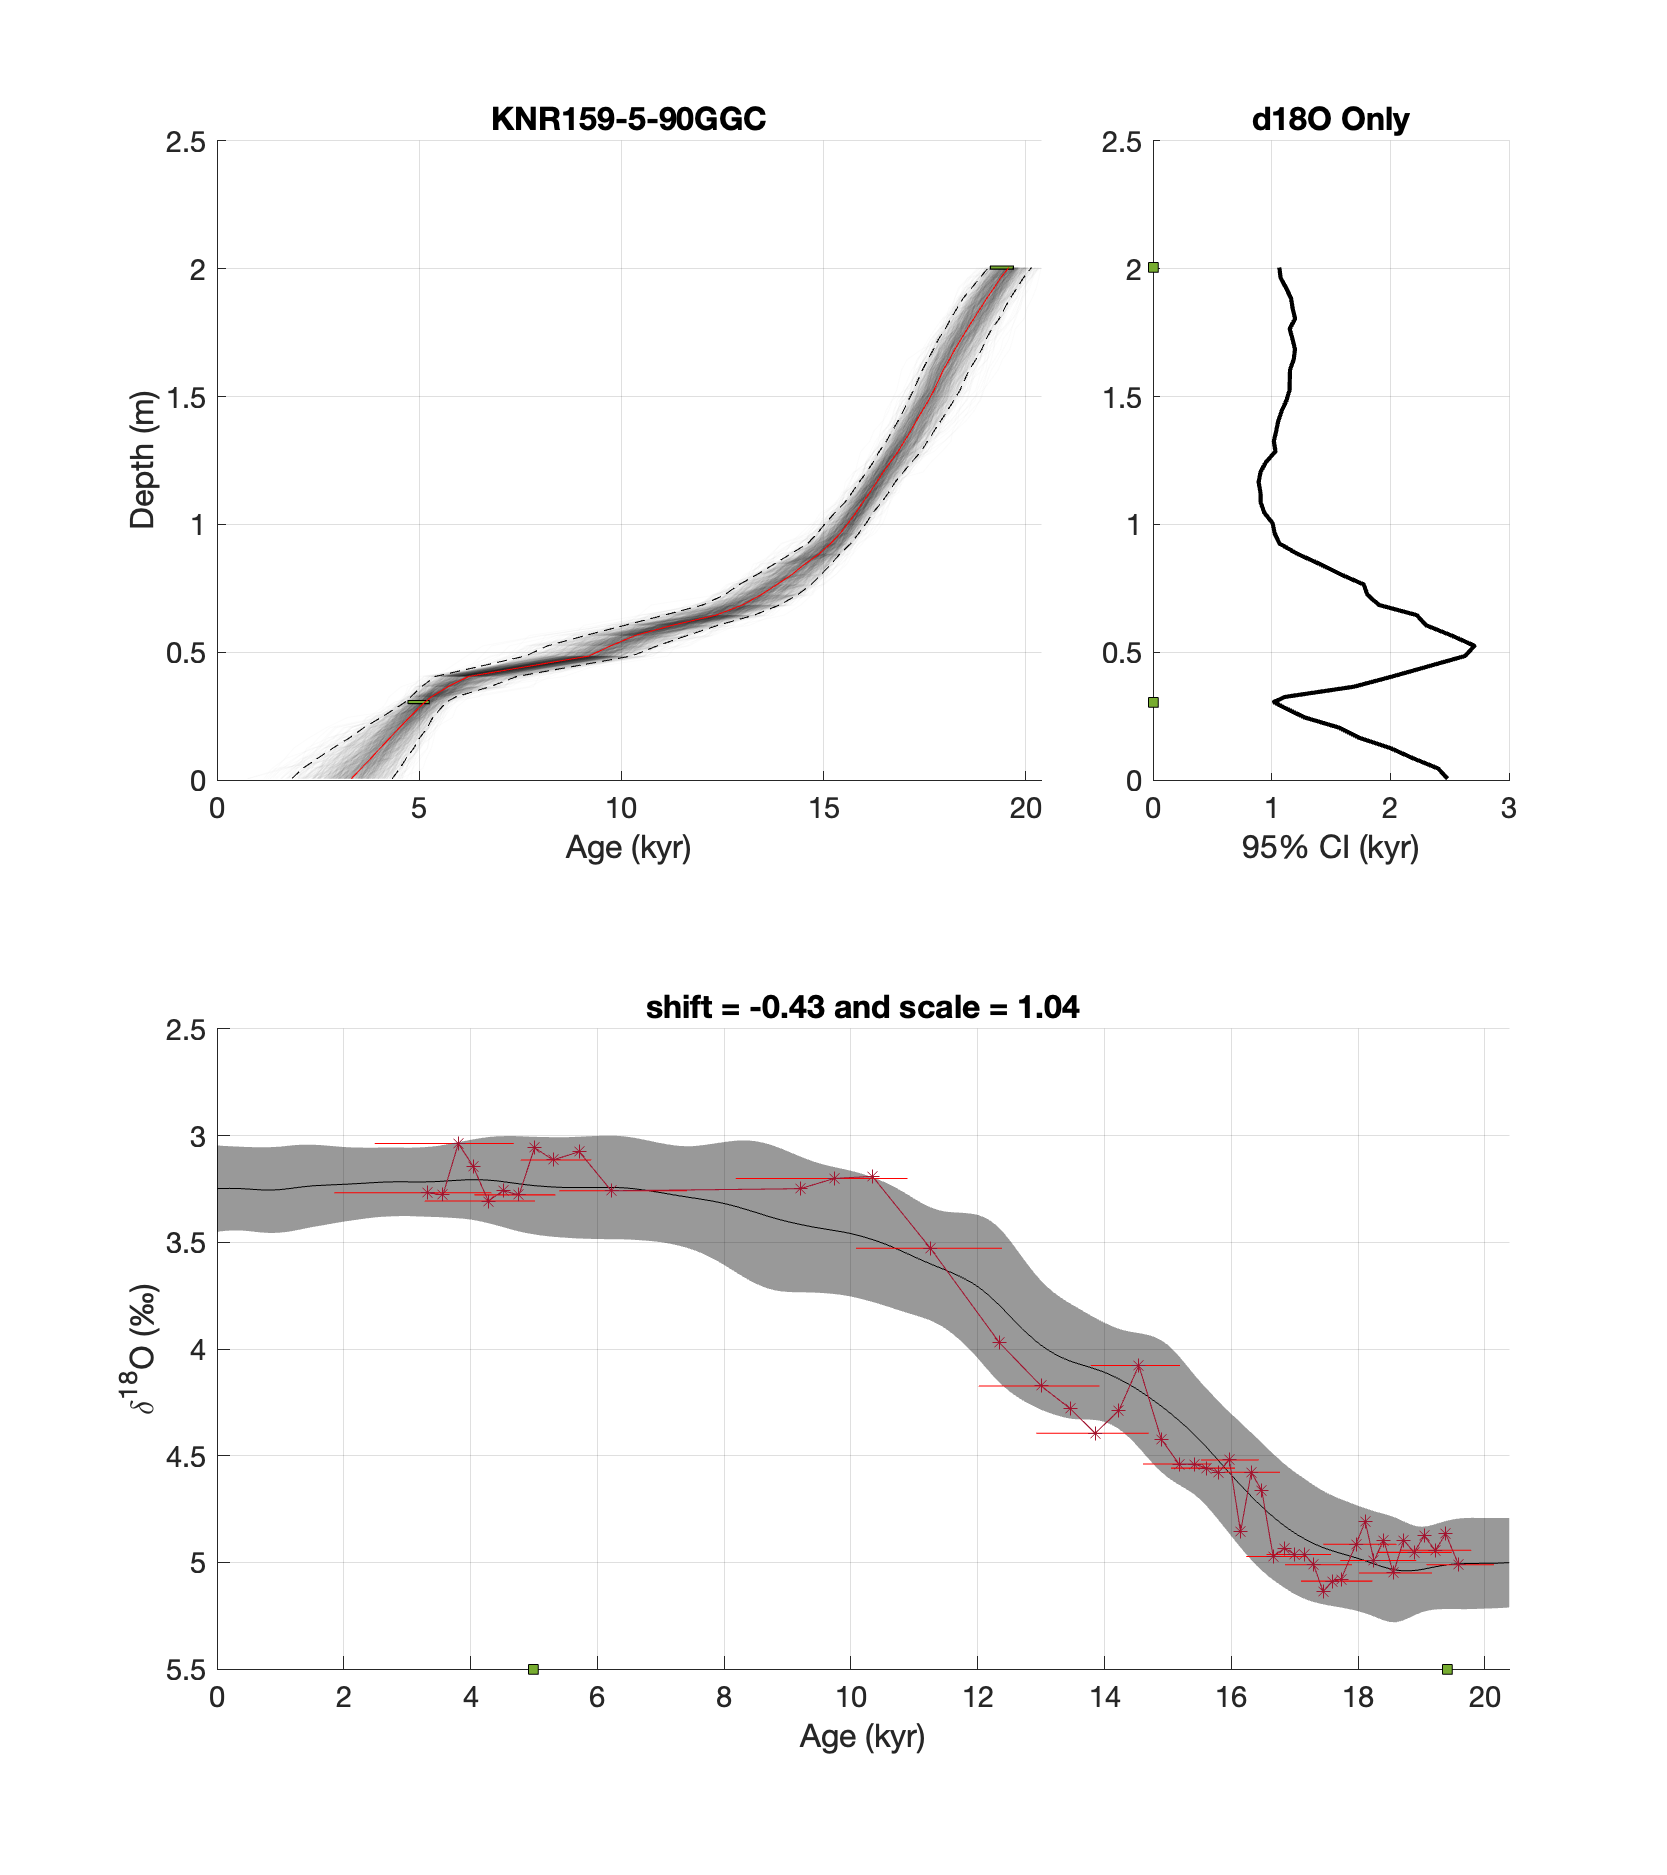 KNR159-5-90GGC
2.5
2
1.5
1
0.5
0
Depth (m)
0 5 10 15 20
Age (kyr)
d18O Only
2.5
2
1.5
1
0.5
0
0 1 2 3
95% CI (kyr)
shift = -0.43 and scale = 1.04
2.5
3
3.5
4
4.5
5
5.5
δ¹⁸O (‰)
0 2 4 6 8 10 12 14 16 18 20
Age (kyr)